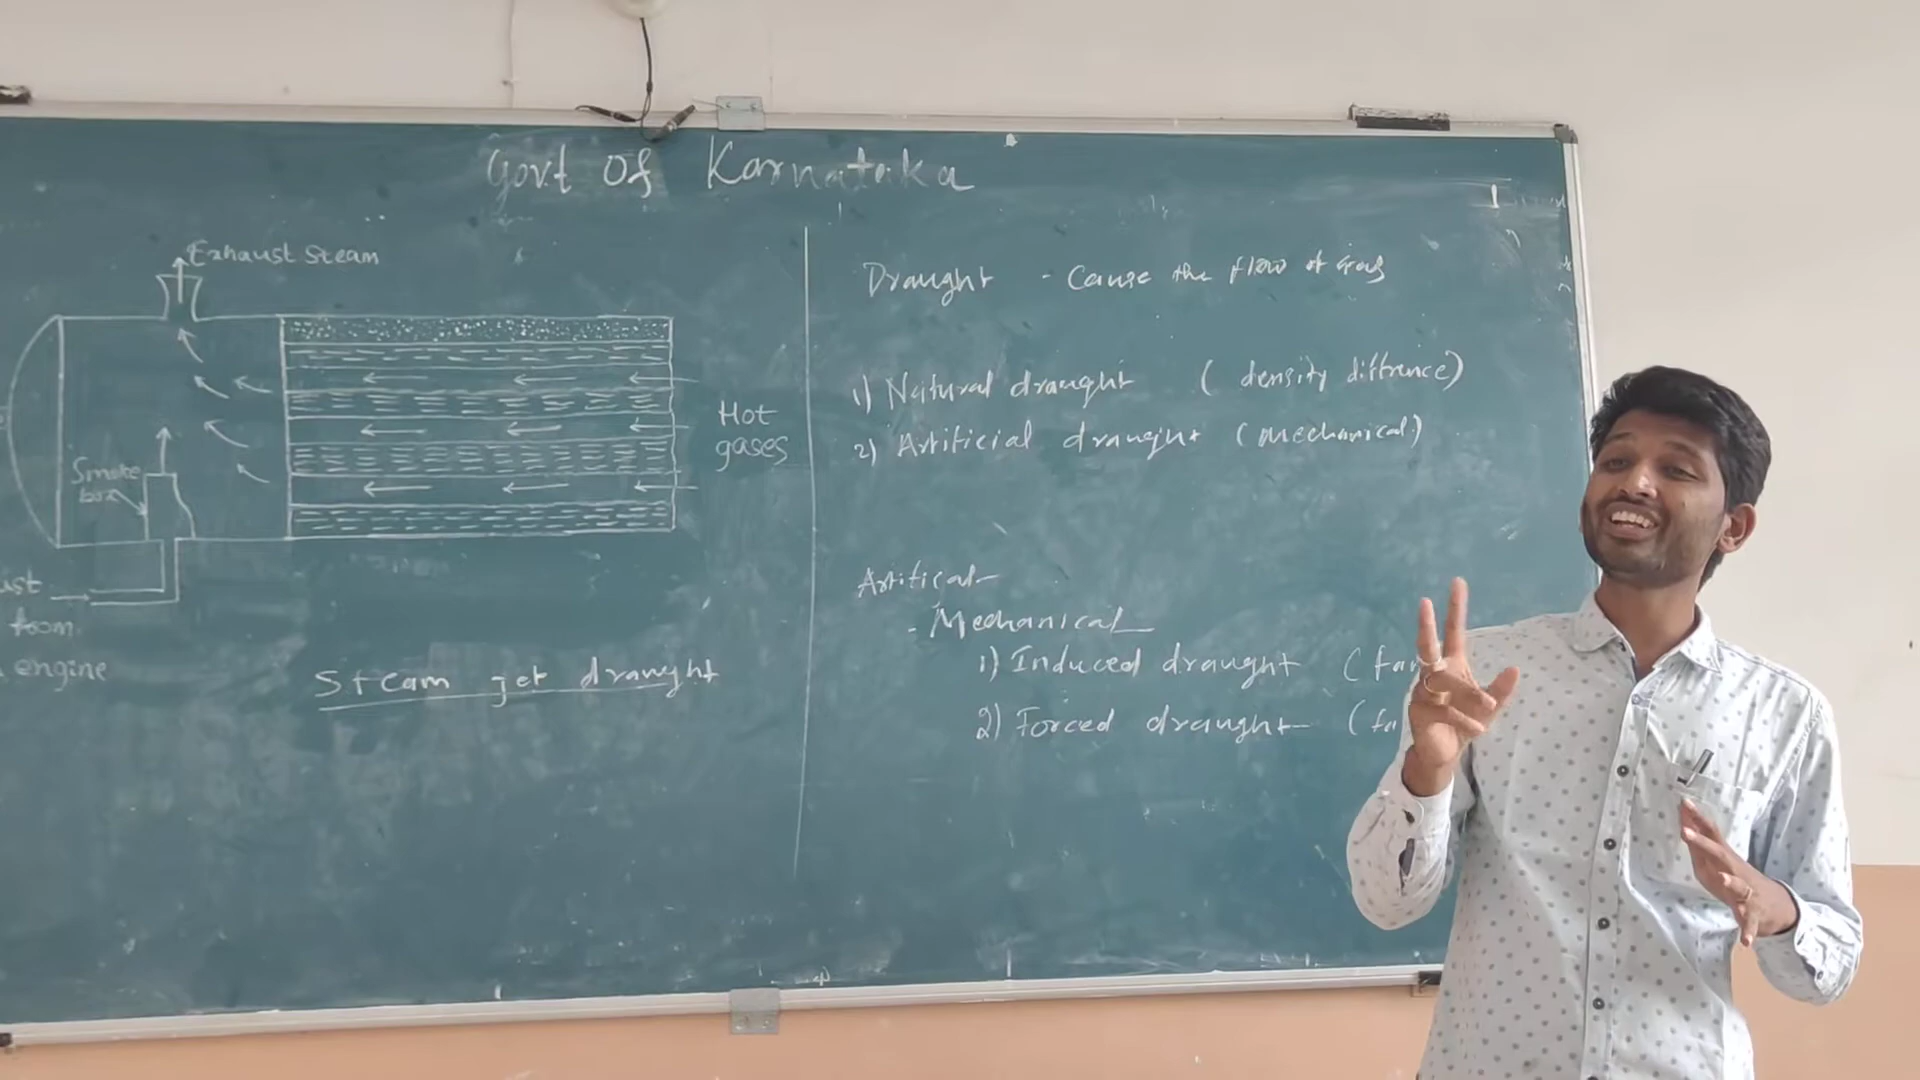 Govt Of Karnataka
Exhaust Steam
Hot
gases
Smoke
box
engine
Steam jet draught
Draught - Cause the flow of gas
1) Natural draught ( density diffrence)
2) Artificial draught (mechanical)
Artifical
- Mechanical
1) Induced draught (fan
2) Forced draught (fa